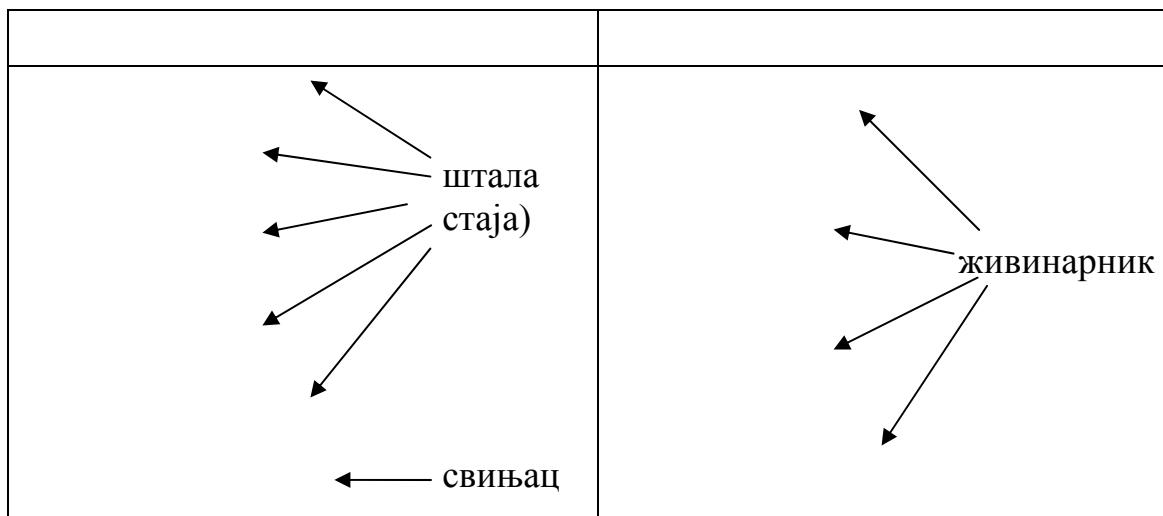 штала
стаја)
живинарник
свињац